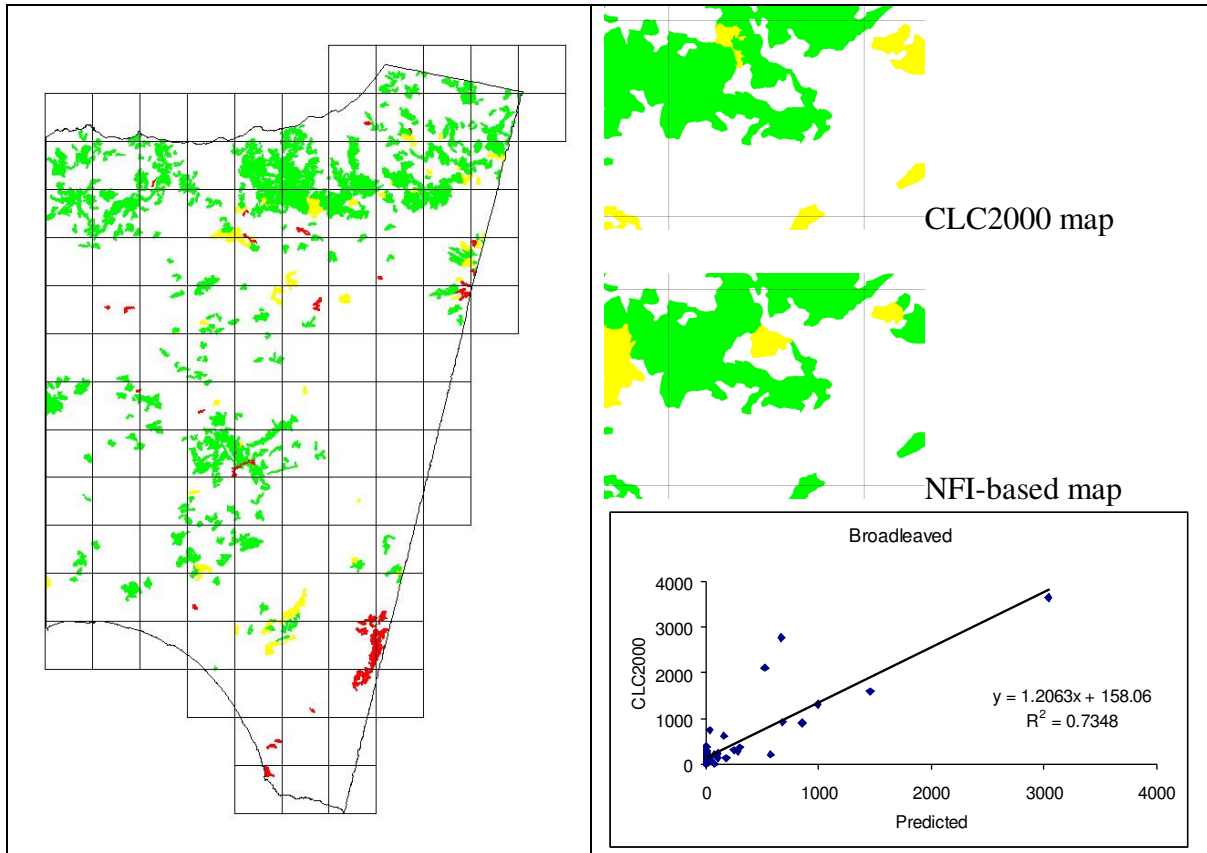 CLC2000 map
NFI-based map
Broadleaved
4000
3000
2000
1000
0
CLC2000
y = 1.2063x + 158.06
R² = 0.7348
0 1000 2000 3000 4000
Predicted